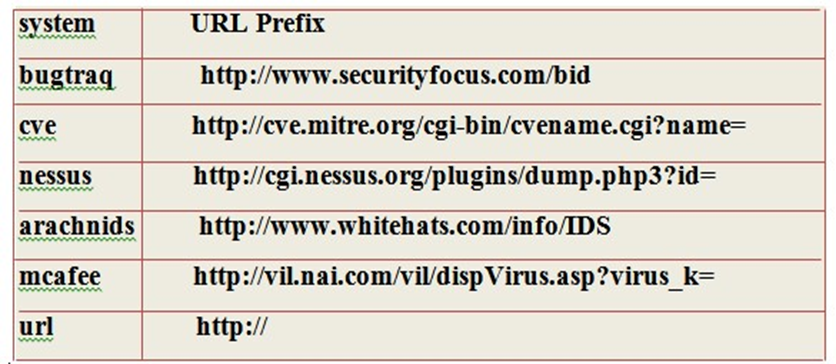 system URL Prefix
bugtraq http://www.securityfocus.com/bid
cve http://cve.mitre.org/cgi-bin/cvename.cgi?name=
nessus http://cgi.nessus.org/plugins/dump.php3?id=
arachnids http://www.whitehats.com/info/IDS
mcafee http://vil.nai.com/vil/dispVirus.asp?virus_k=
url http://